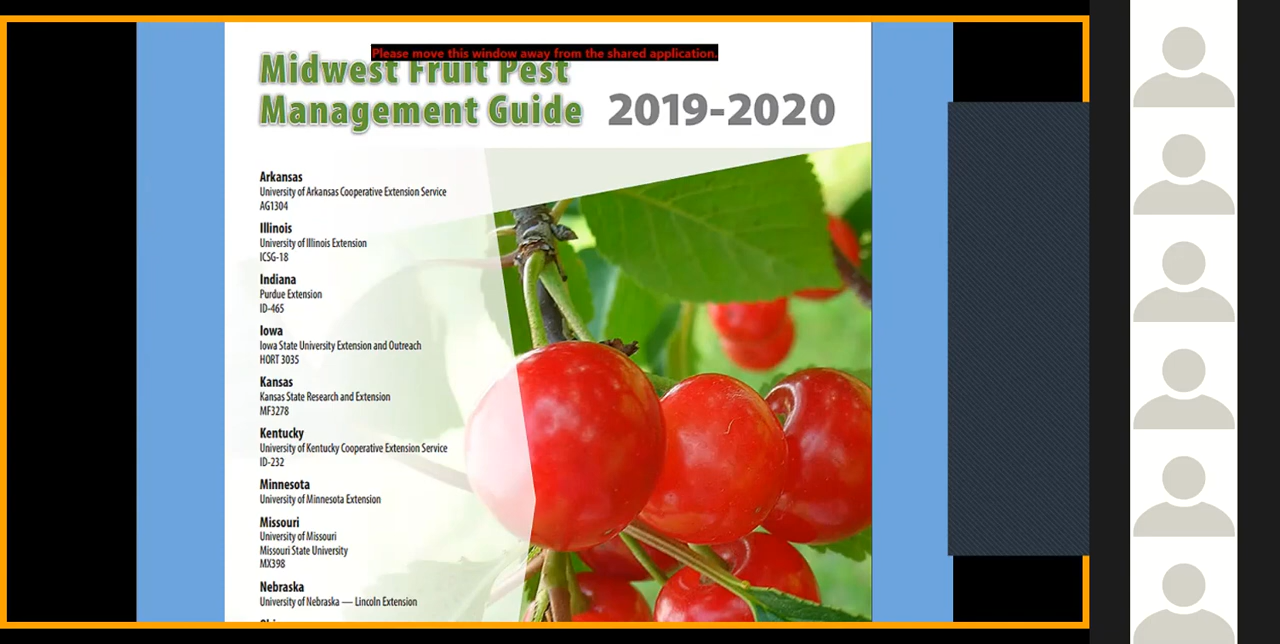 Please move this window away from the shared application.
Midwest Fruit Pest
Management Guide 2019-2020
Arkansas
University of Arkansas Cooperative Extension Service
AG1304
Illinois
University of Illinois Extension
ICSG-18
Indiana
Purdue Extension
ID-465
Iowa
Iowa State University Extension and Outreach
HORT 3035
Kansas
Kansas State Research and Extension
MF3278
Kentucky
University of Kentucky Cooperative Extension Service
ID-232
Minnesota
University of Minnesota Extension
Missouri
University of Missouri
Missouri State University
MX398
Nebraska
University of Nebraska — Lincoln Extension